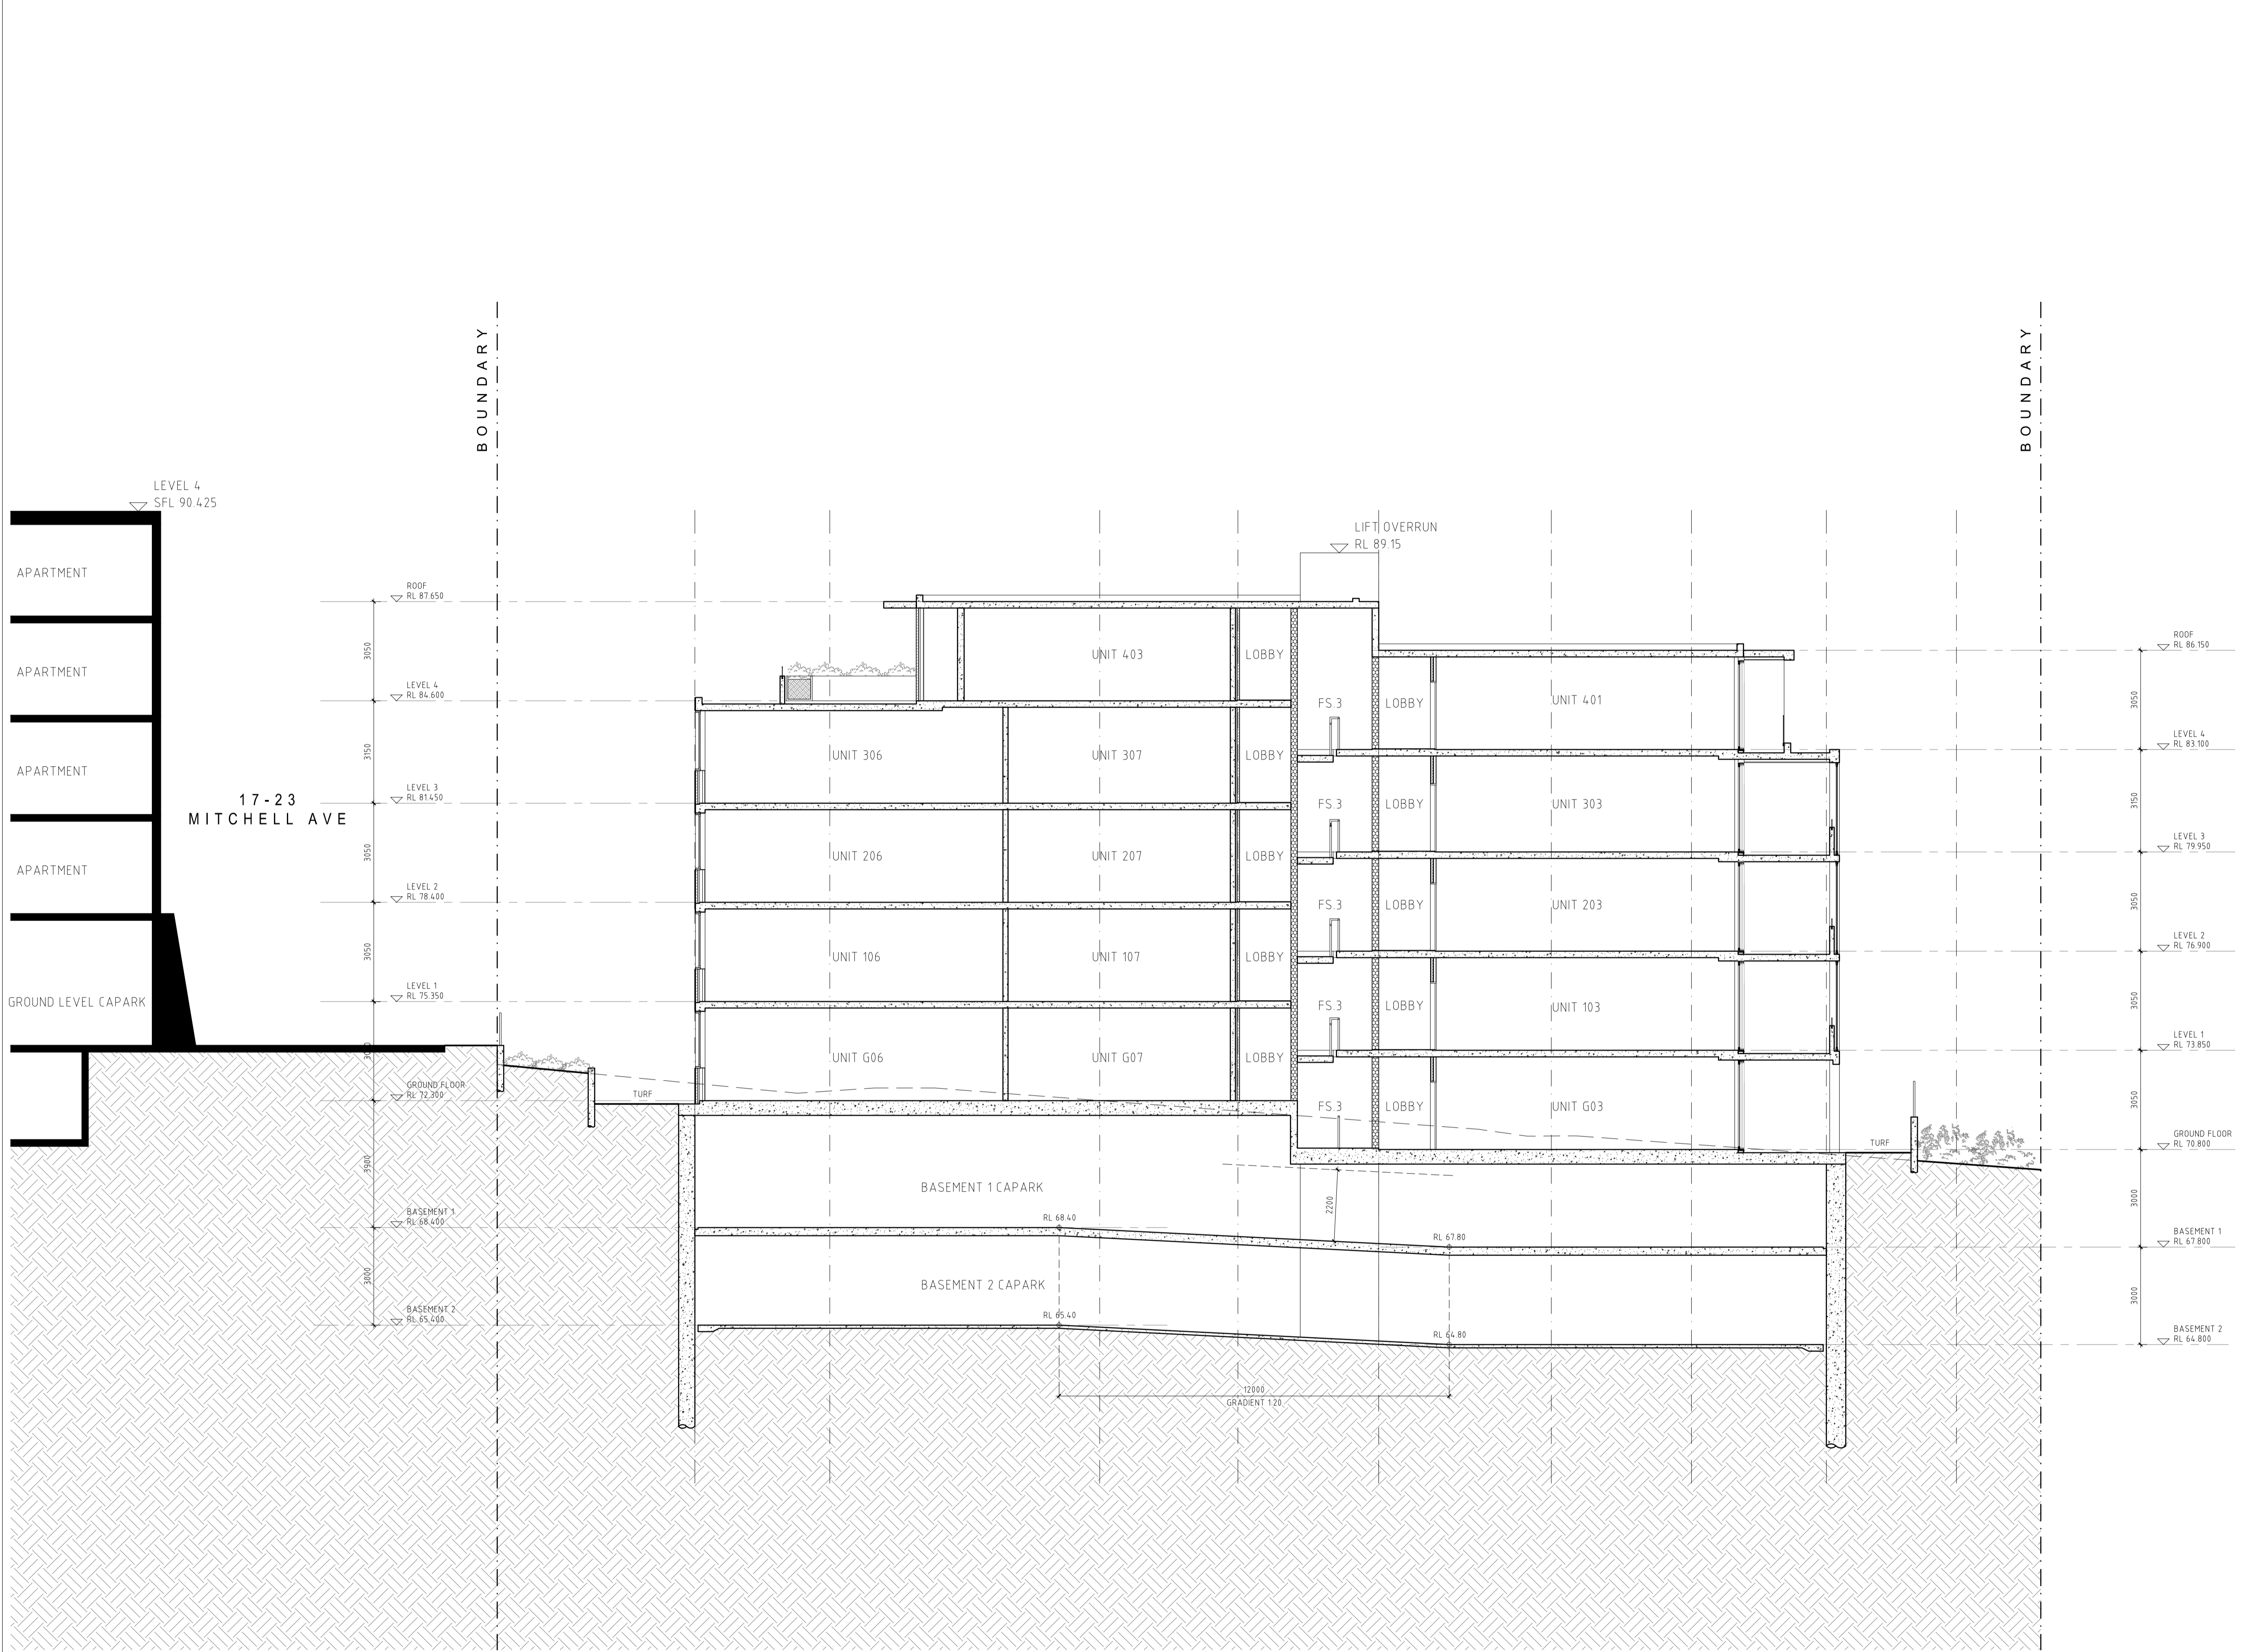 BOUNDARY
BOUNDARY
LEVEL 4
SFL 90.425
LIFT OVERRUN
RL 89.15
APARTMENT
APARTMENT
APARTMENT
APARTMENT
GROUND LEVEL CAPARK
17-23
MITCHELL AVE
ROOF
RL 87.650
3050
LEVEL 4
RL 84.600
3150
LEVEL 3
RL 81.450
3050
LEVEL 2
RL 78.400
3050
LEVEL 1
RL 75.350
3050
GROUND FLOOR
RL 72.300
3900
BASEMENT 1
RL 68.400
3000
BASEMENT 2
RL 65.400
UNIT 403
LOBBY
UNIT 306
UNIT 307
LOBBY
UNIT 206
UNIT 207
LOBBY
UNIT 106
UNIT 107
LOBBY
UNIT G06
UNIT G07
LOBBY
TURF
FS.3
LOBBY
UNIT 401
FS.3
LOBBY
UNIT 303
FS.3
LOBBY
UNIT 203
FS.3
LOBBY
UNIT 103
FS.3
LOBBY
UNIT G03
TURF
BASEMENT 1 CAPARK
RL 68.40
2200
RL 67.80
BASEMENT 2 CAPARK
RL 65.40
RL 64.80
12000
GRADIENT 1:20
ROOF
RL 86.150
3050
LEVEL 4
RL 83.100
3150
LEVEL 3
RL 79.950
3050
LEVEL 2
RL 76.900
3050
LEVEL 1
RL 73.850
3050
GROUND FLOOR
RL 70.800
3000
BASEMENT 1
RL 67.800
3000
BASEMENT 2
RL 64.800